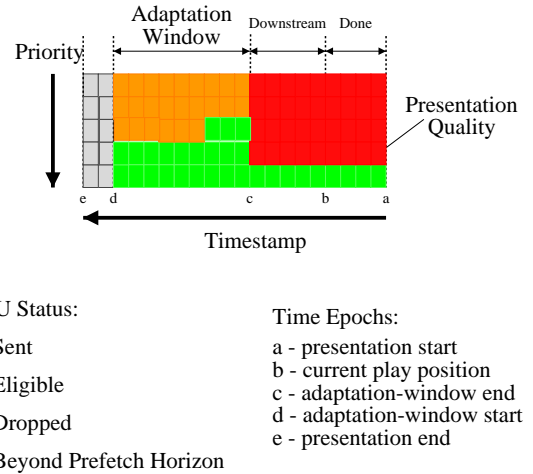 Adaptation
Window
Downstream
Done
Priority
Presentation
Quality
e d c b a
Timestamp
U Status:
Sent
Eligible
Dropped
Beyond Prefetch Horizon
Time Epochs:
a - presentation start
b - current play position
c - adaptation-window end
d - adaptation-window start
e - presentation end